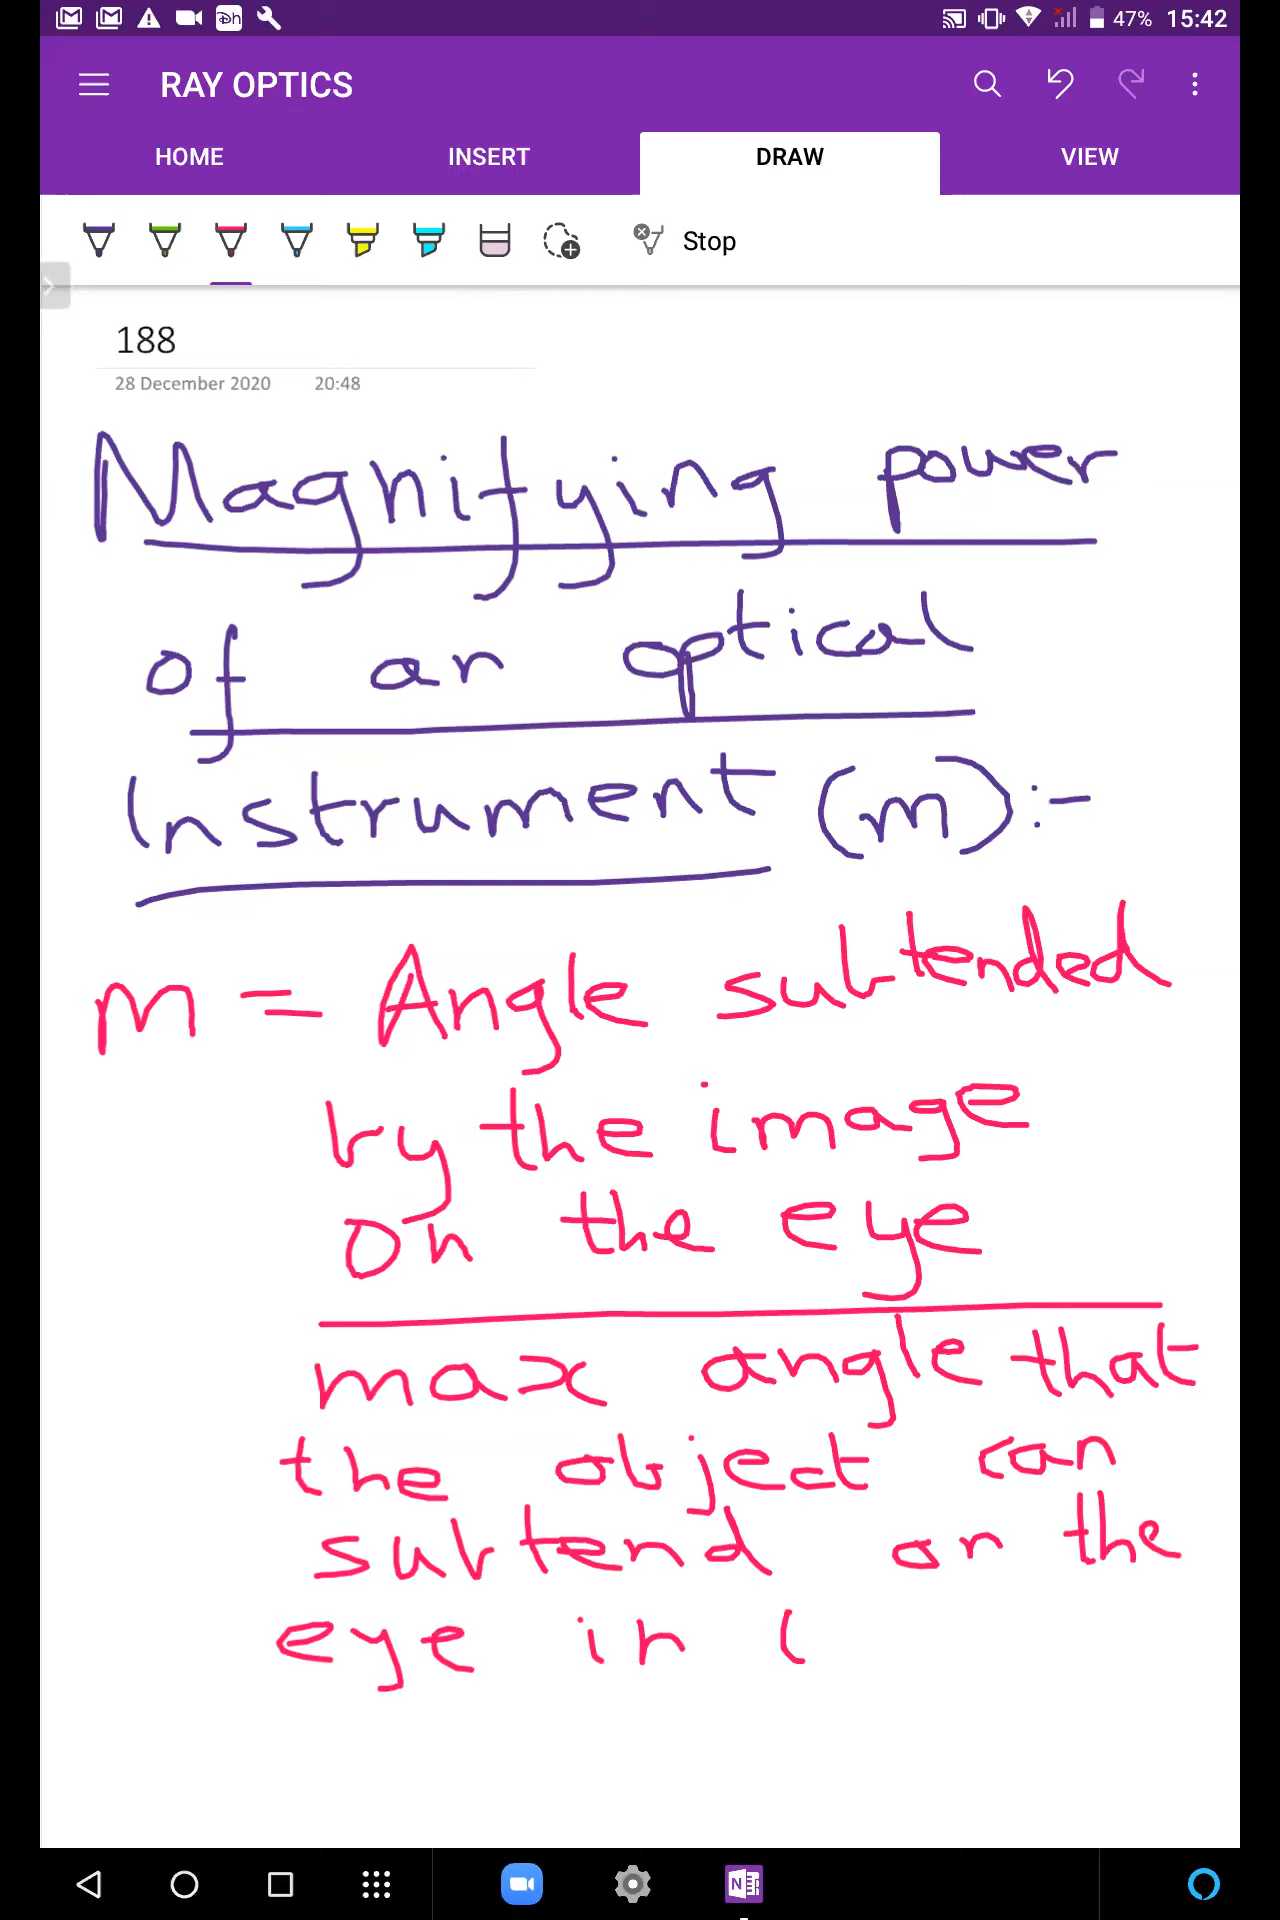 47% 15:42
RAY OPTICS
HOME INSERT DRAW VIEW
Stop
188
28 December 2020 20:48
Magnifying power
of an optical
Instrument (m):-
m = Angle subtended
by the image
on the eye
max angle that
the object can
subtend on the
eye in (